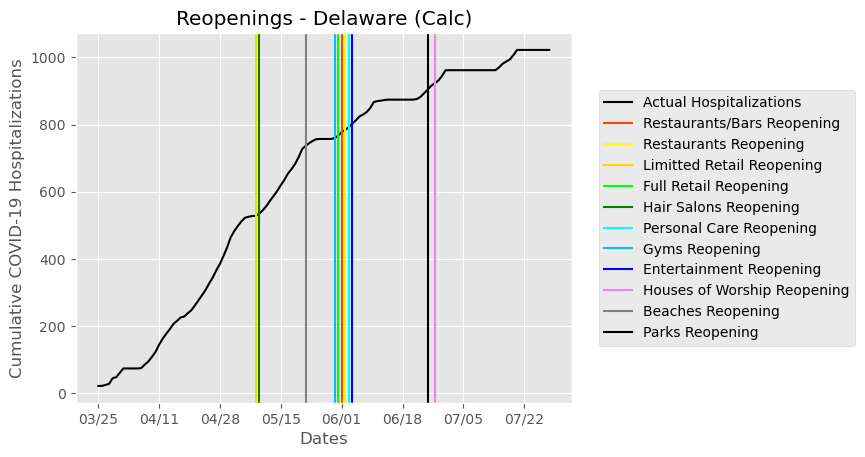 Reopenings - Delaware (Calc)
Cumulative COVID-19 Hospitalizations
1000
800
600
400
200
0
03/25 04/11 04/28 05/15 06/01 06/18 07/05 07/22
Dates
Actual Hospitalizations
Restaurants/Bars Reopening
Restaurants Reopening
Limitted Retail Reopening
Full Retail Reopening
Hair Salons Reopening
Personal Care Reopening
Gyms Reopening
Entertainment Reopening
Houses of Worship Reopening
Beaches Reopening
Parks Reopening